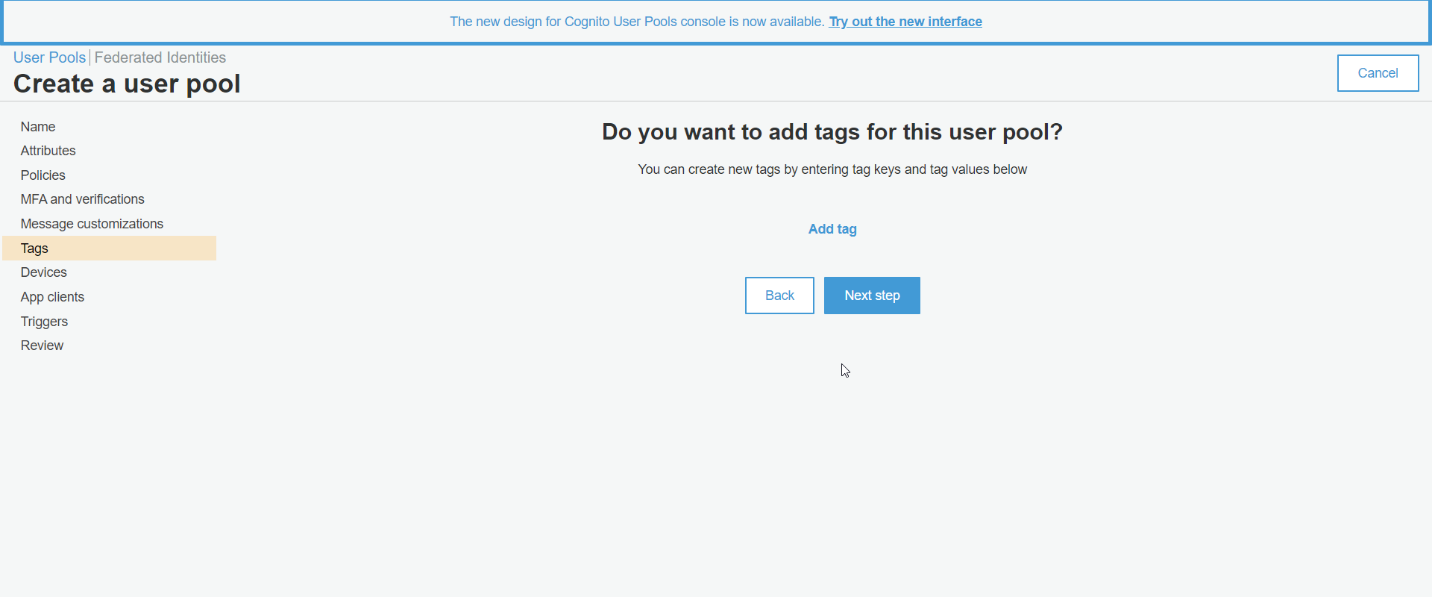 The new design for Cognito User Pools console is now available. Try out the new interface
User Pools | Federated Identities
Create a user pool
Cancel
Name
Attributes
Policies
MFA and verifications
Message customizations
Tags
Devices
App clients
Triggers
Review
Do you want to add tags for this user pool?
You can create new tags by entering tag keys and tag values below
Add tag
Back
Next step